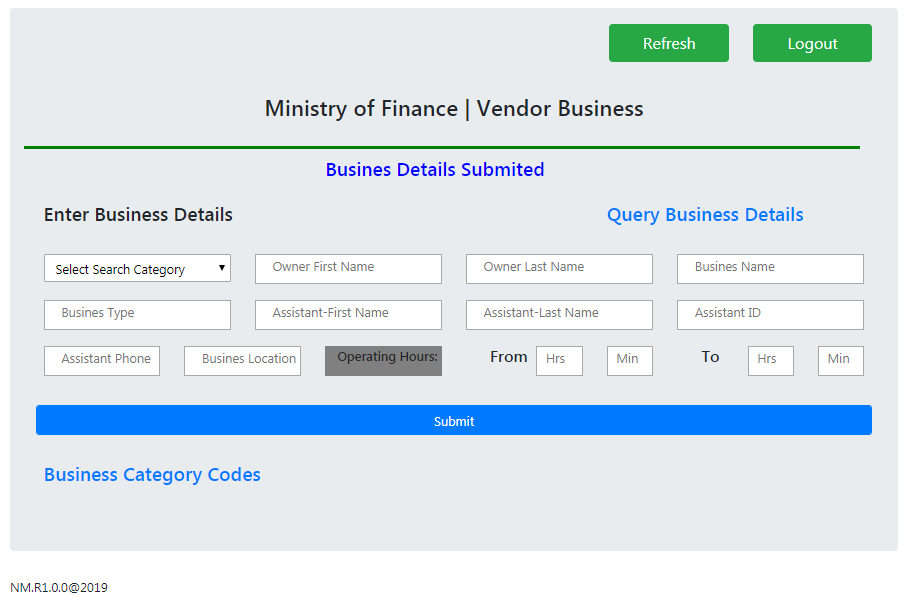 Refresh Logout
Ministry of Finance | Vendor Business
Busines Details Submited
Enter Business Details Query Business Details
Select Search Category Owner First Name Owner Last Name Busines Name
Busines Type Assistant-First Name Assistant-Last Name Assistant ID
Assistant Phone Busines Location Operating Hours: From Hrs Min To Hrs Min
Submit
Business Category Codes
NM.R1.0.0@2019